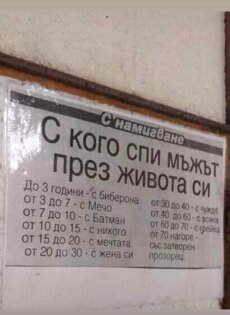 С намигване
С кого спи мъжът
през живота си
До 3 години - с биберона
от 3 до 7 - с Мечо
от 7 до 10 - с Батман
от 10 до 15 - с никого
от 15 до 20 - с мечтата
от 20 до 30 - с жена си
от 30 до 40 - с чужда
от 40 до 60 - с всяка
от 60 до 70 - с грейка
от 70 нагоре -
със затворен
прозорец.